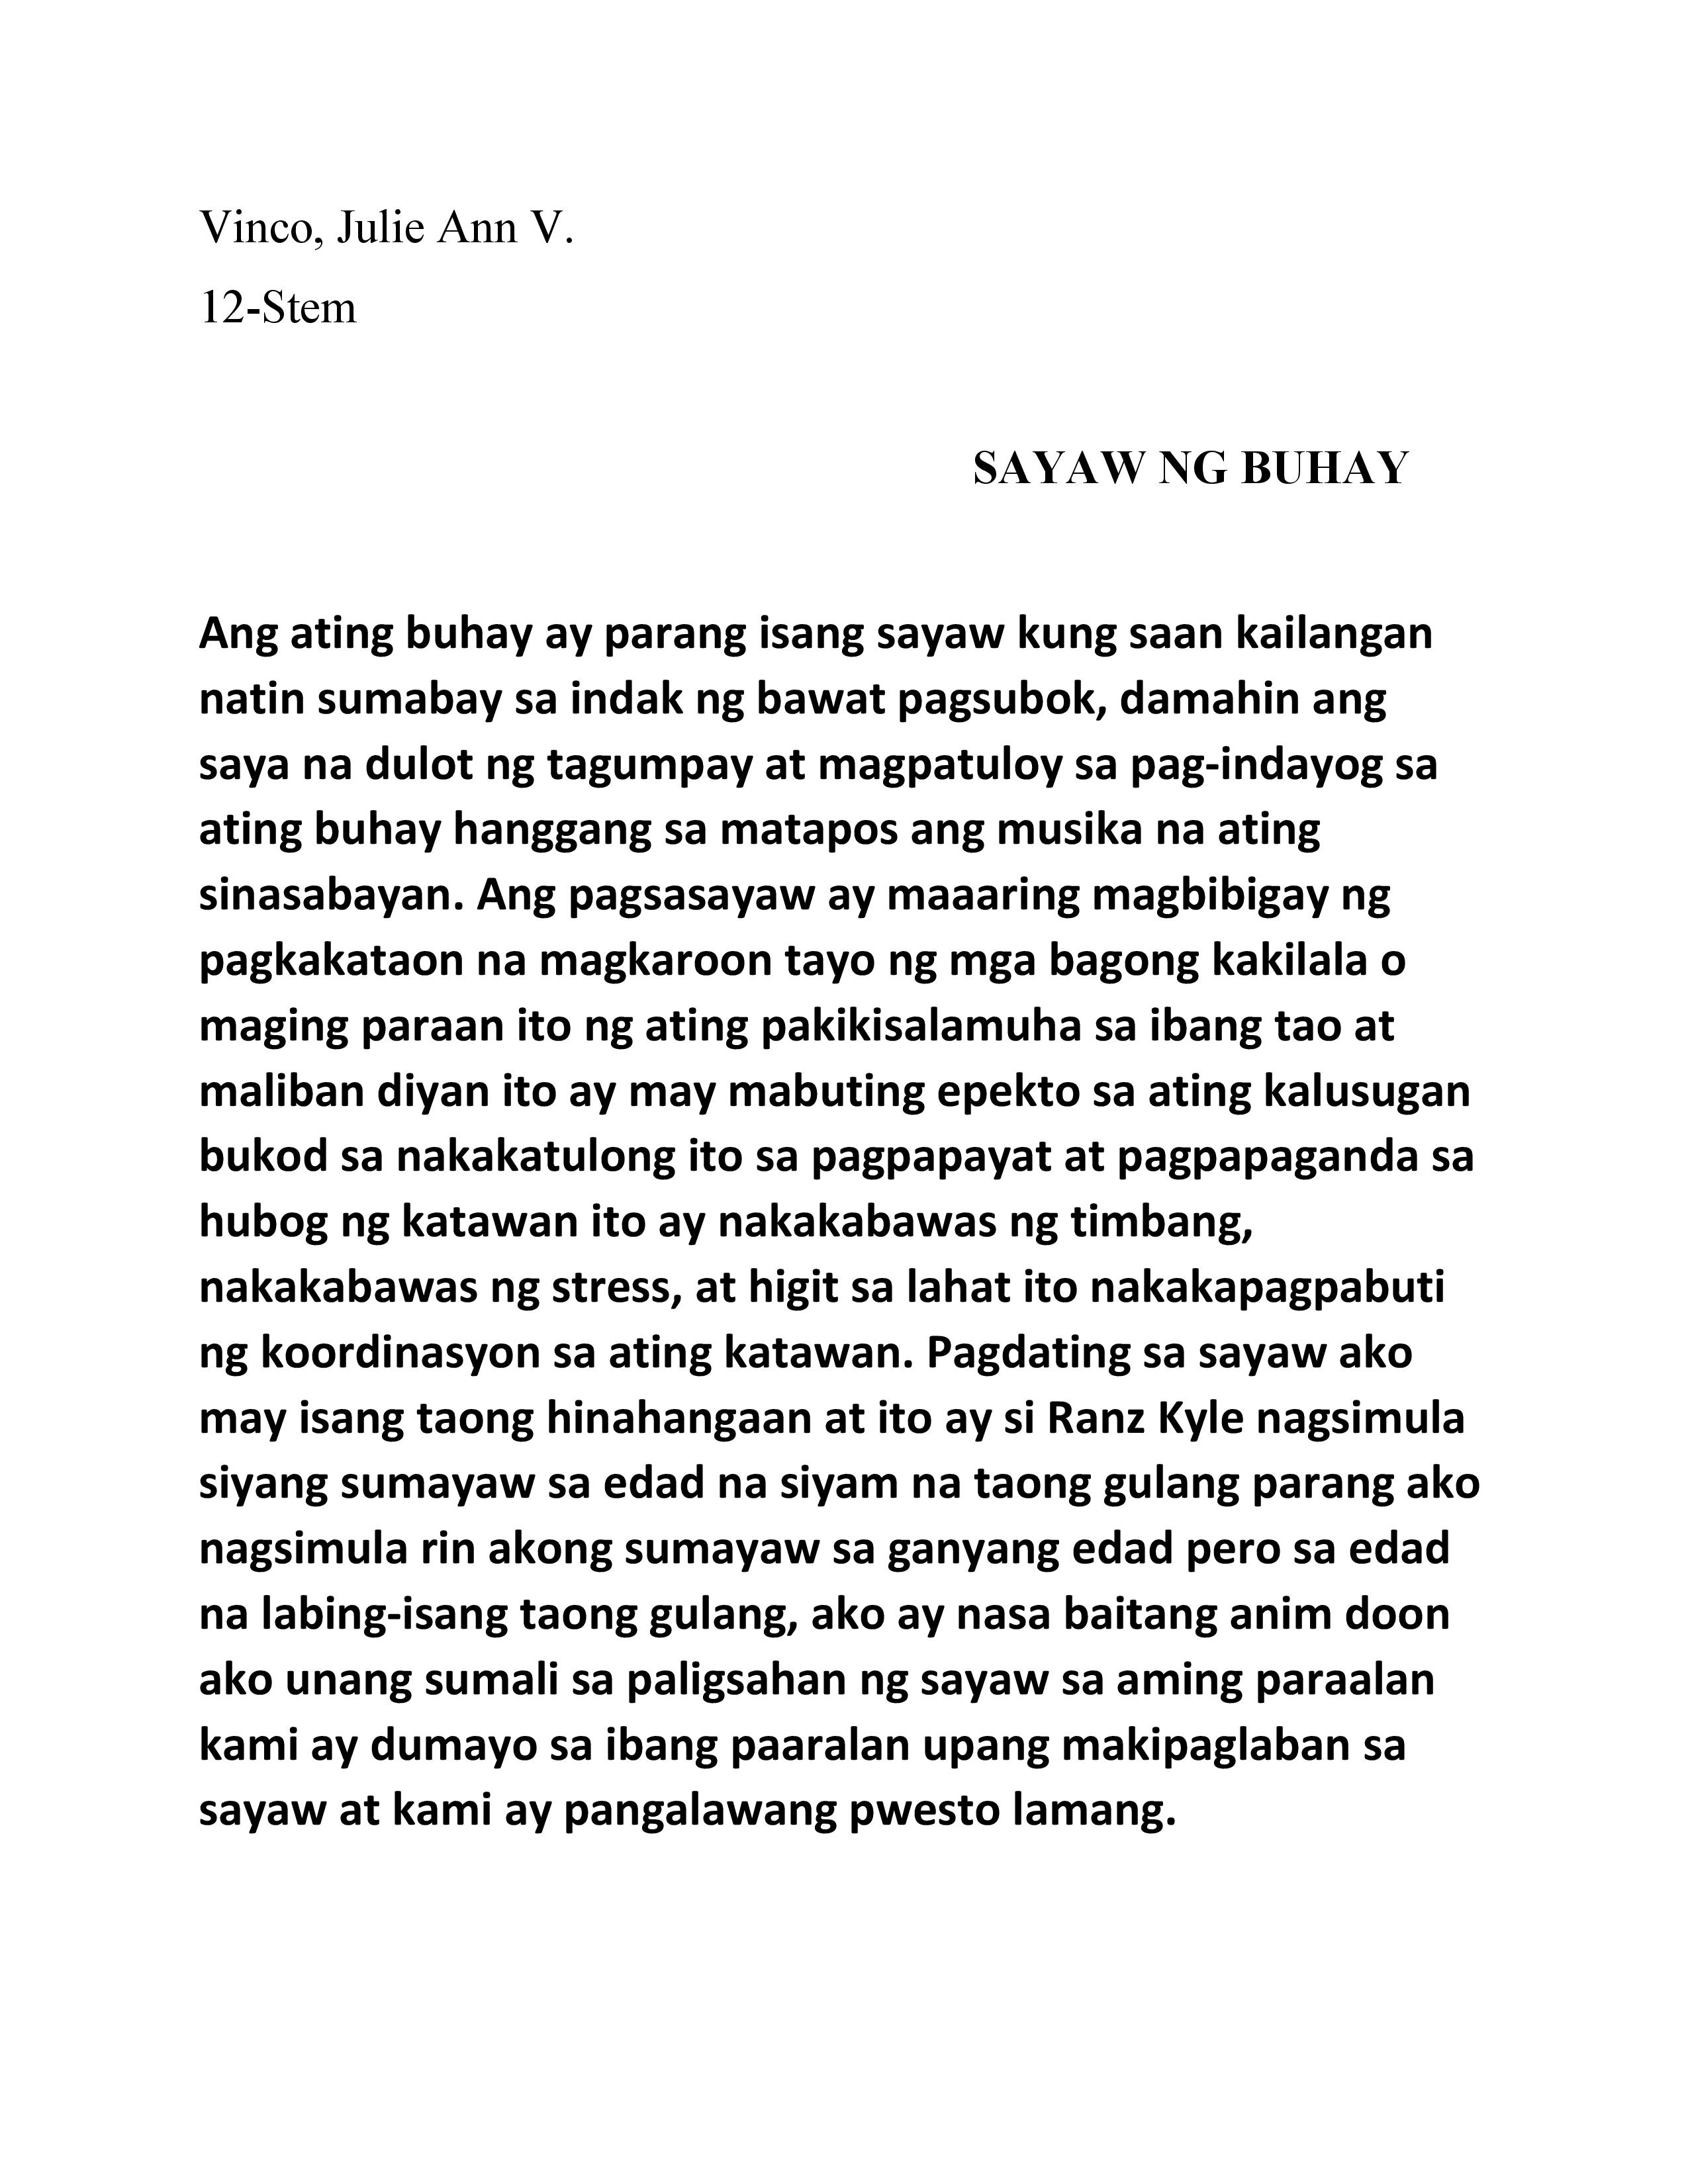 Vinco, Julie Ann V.
12-Stem
SAYAW NG BUHAY
Ang ating buhay ay parang isang sayaw kung saan kailangan
natin sumabay sa indak ng bawat pagsubok, damahin ang
saya na dulot ng tagumpay at magpatuloy sa pag-indayog sa
ating buhay hanggang sa matapos ang musika na ating
sinasabayan. Ang pagsasayaw ay maaaring magbibigay ng
pagkakataon na magkaroon tayo ng mga bagong kakilala o
maging paraan ito ng ating pakikisalamuha sa ibang tao at
maliban diyan ito ay may mabuting epekto sa ating kalusugan
bukod sa nakakatulong ito sa pagpapayat at pagpapaganda sa
hubog ng katawan ito ay nakakabawas ng timbang,
nakakabawas ng stress, at higit sa lahat ito nakakapagpabuti
ng koordinasyon sa ating katawan. Pagdating sa sayaw ako
may isang taong hinahangaan at ito ay si Ranz Kyle nagsimula
siyang sumayaw sa edad na siyam na taong gulang parang ako
nagsimula rin akong sumayaw sa ganyang edad pero sa edad
na labing-isang taong gulang, ako ay nasa baitang anim doon
ako unang sumali sa paligsahan ng sayaw sa aming paraalan
kami ay dumayo sa ibang paaralan upang makipaglaban sa
sayaw at kami ay pangalawang pwesto lamang.